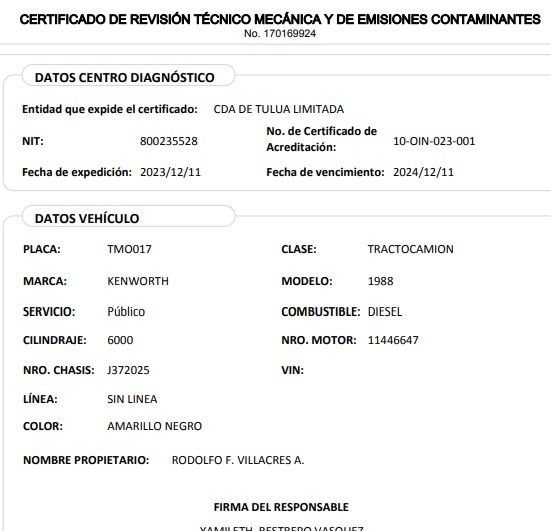 CERTIFICADO DE REVISIÓN TÉCNICO MECÁNICA Y DE EMISIONES CONTAMINANTES
No. 170169924
DATOS CENTRO DIAGNÓSTICO
Entidad que expide el certificado: CDA DE TULUA LIMITADA
NIT: 800235528 No. de Certificado de Acreditación: 10-OIN-023-001
Fecha de expedición: 2023/12/11 Fecha de vencimiento: 2024/12/11
DATOS VEHÍCULO
PLACA: TMO017 CLASE: TRACTOCAMION
MARCA: KENWORTH MODELO: 1988
SERVICIO: Público COMBUSTIBLE: DIESEL
CILINDRAJE: 6000 NRO. MOTOR: 11446647
NRO. CHASIS: J372025 VIN:
LÍNEA: SIN LINEA
COLOR: AMARILLO NEGRO
NOMBRE PROPIETARIO: RODOLFO F. VILLACRES A.
FIRMA DEL RESPONSABLE
YAMILETH RESTREPO VASQUEZ